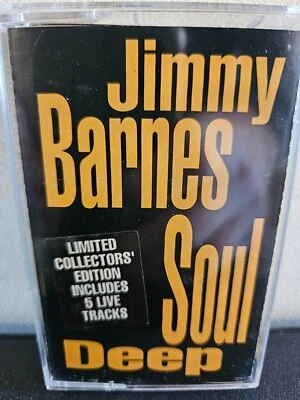 Jimmy
Barnes
Soul
Deep
LIMITED
COLLECTORS'
EDITION
INCLUDES
5 LIVE
TRACKS